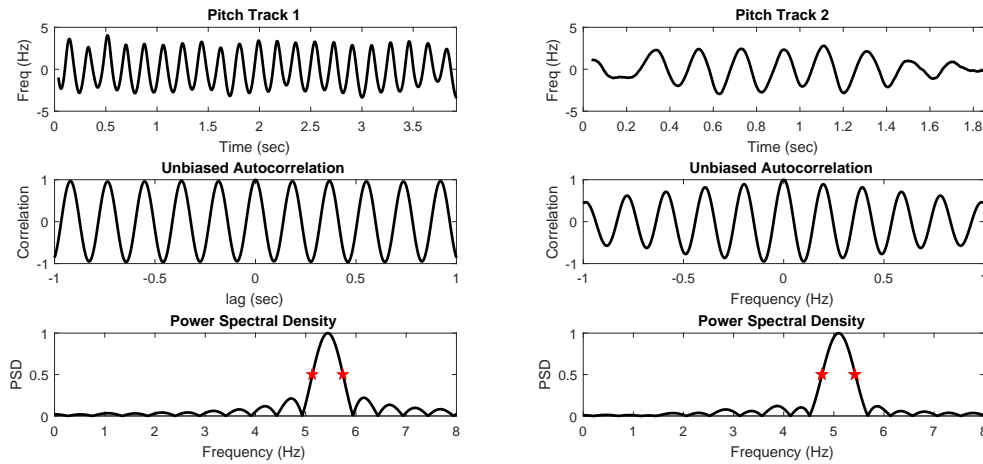 Pitch Track 1
Freq (Hz)
5
0
-5
0 0.5 1 1.5 2 2.5 3 3.5
Time (sec)
Pitch Track 2
Freq (Hz)
5
0
-5
0 0.2 0.4 0.6 0.8 1 1.2 1.4 1.6 1.8
Time (sec)
Unbiased Autocorrelation
Correlation
1
0
-1
-1 -0.5 0 0.5 1
lag (sec)
Unbiased Autocorrelation
Correlation
1
0
-1
-1 -0.5 0 0.5 1
Frequency (Hz)
Power Spectral Density
PSD
1
0.5
0
0 1 2 3 4 5 6 7 8
Frequency (Hz)
Power Spectral Density
PSD
1
0.5
0
0 1 2 3 4 5 6 7 8
Frequency (Hz)